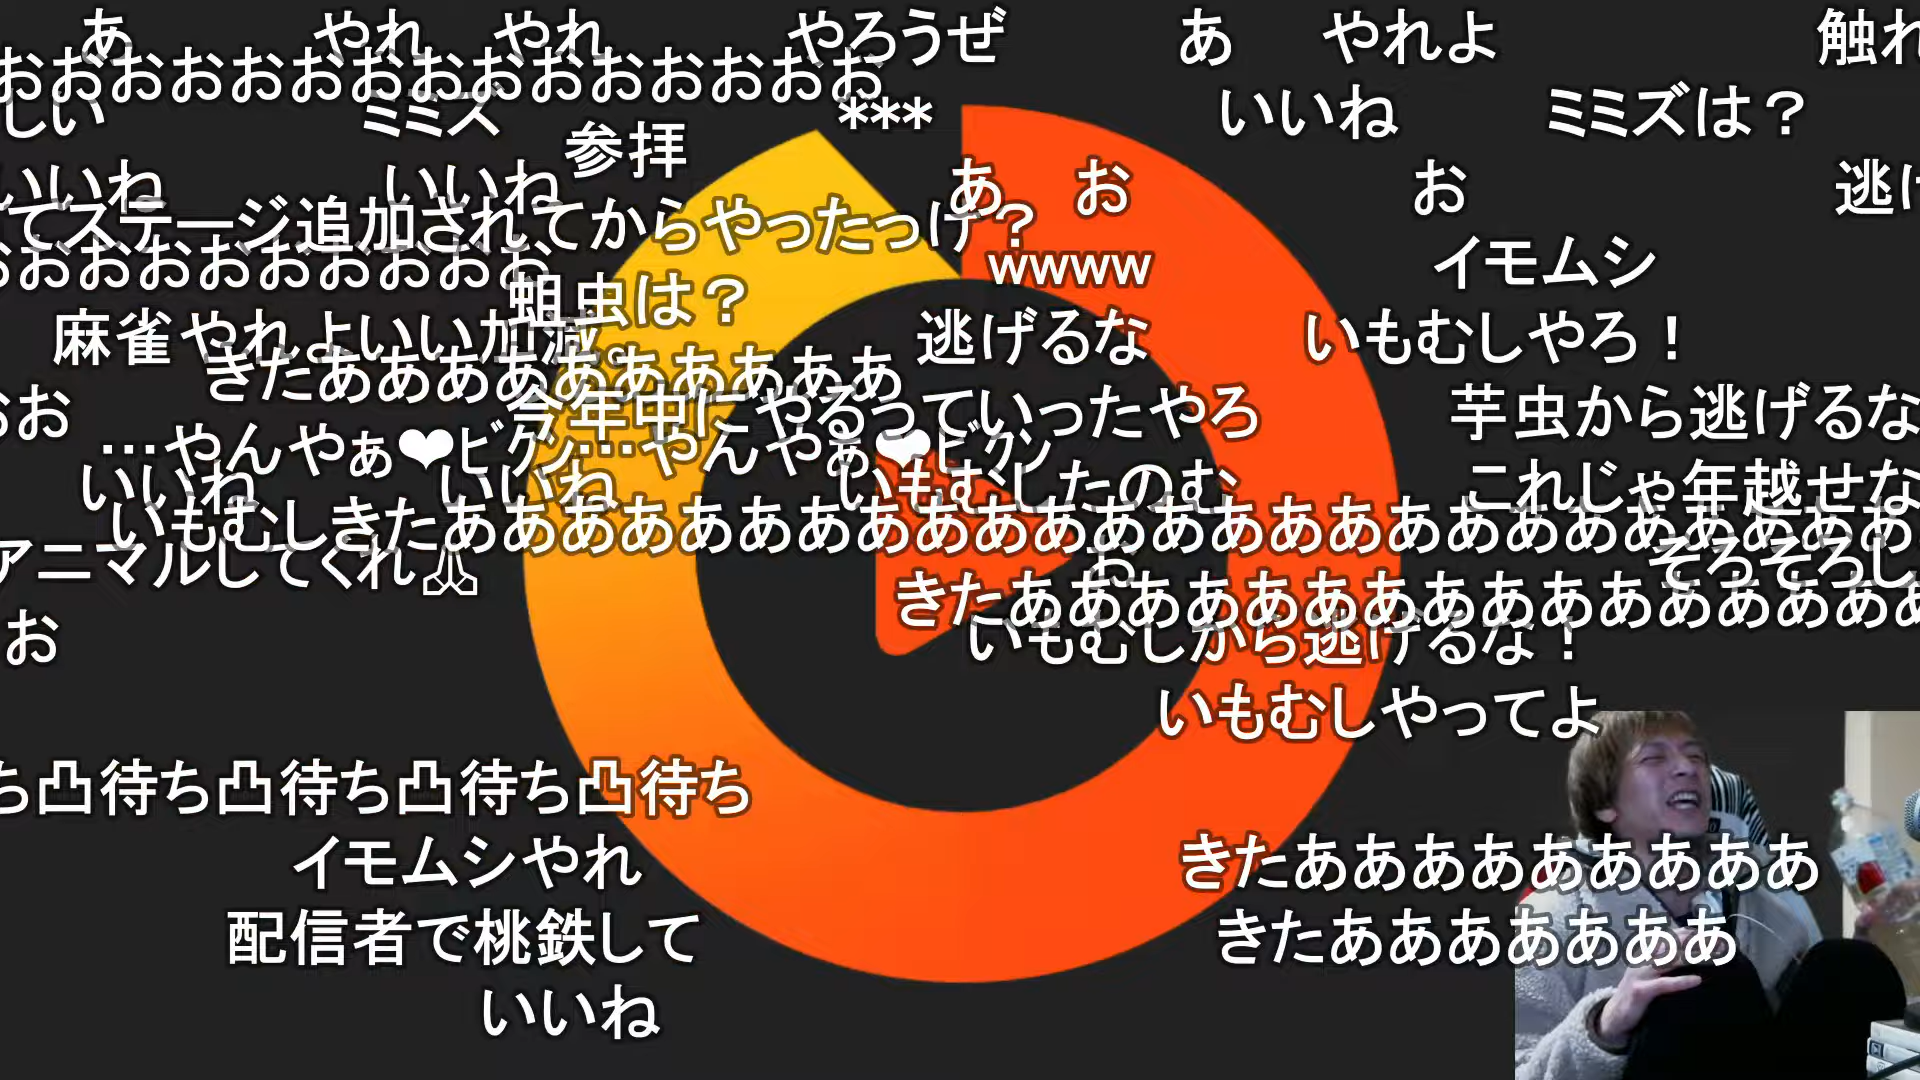 あ やれ やれ やろうぜ あ やれよ 触れ
おおおおおおおおおおおおおおお
しい ミミズ *** いいね ミミズは？
参拝
いいね いいね あ お お 逃げ
てステージ追加されてからやったっけ？
おおおおおおおおおお wwww イモムシ
蛆虫は？
麻雀やれよいい加減。 逃げるな いもむしやろ！
きたああああああああああ
おお 今年中にやるっていったやろ 芋虫から逃げるな
…やんやぁ❤ビクン…やんやぁ❤ビクン
いいね いいね いもむしたのむ これじゃ年越せな
いもむしきたあああああああああああああああああああああああああ
アニマルしてくれ🙏 お そろそろし
きたああああああああああああああああ
お いもむしから逃げるな！
いもむしやってよ
ち凸待ち凸待ち凸待ち凸待ち
イモムシやれ きたあああああああああ
配信者で桃鉄して きたあああああああ
いいね